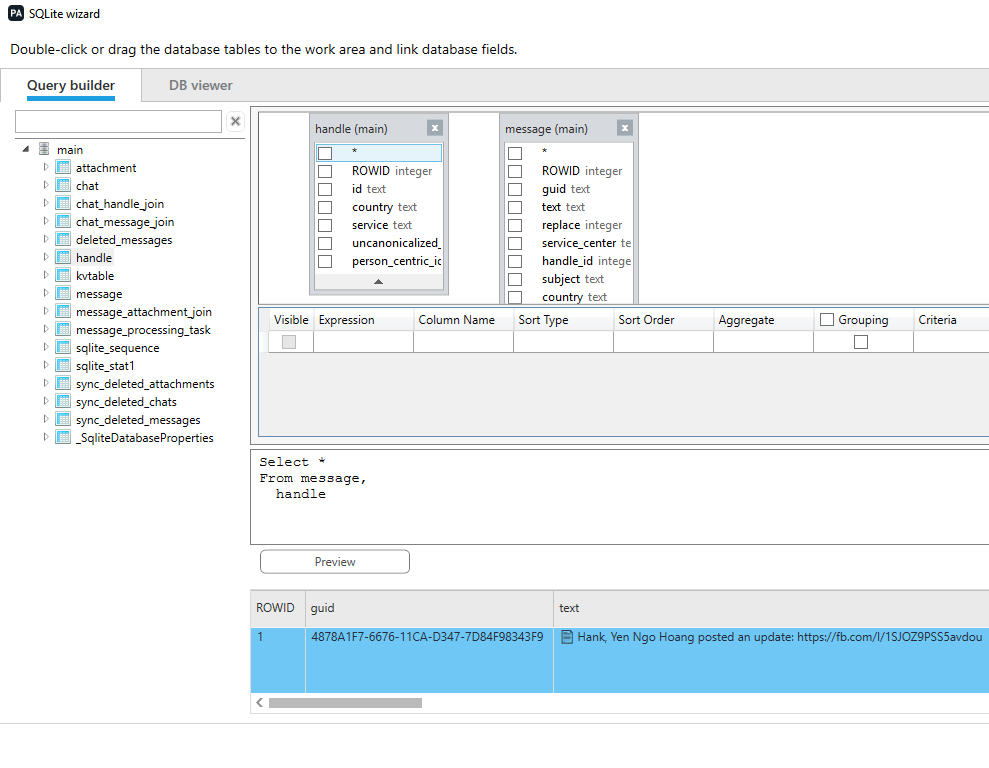 PA SQLite wizard
Double-click or drag the database tables to the work area and link database fields.
Query builder DB viewer
main
attachment
chat
chat_handle_join
chat_message_join
deleted_messages
handle
kvtable
message
message_attachment_join
message_processing_task
sqlite_sequence
sqlite_stat1
sync_deleted_attachments
sync_deleted_chats
sync_deleted_messages
_SqliteDatabaseProperties
handle (main)
*
ROWID integer
id text
country text
service text
uncanonicalized_
person_centric_ic
message (main)
*
ROWID integer
guid text
text text
replace integer
service_center te
handle_id intege
subject text
country text
Visible Expression Column Name Sort Type Sort Order Aggregate Grouping Criteria
Select *
From message,
handle
Preview
ROWID guid text
1 4878A1F7-6676-11CA-D347-7D84F98343F9 Hank, Yen Ngo Hoang posted an update: https://fb.com/l/1SJOZ9PSS5avdou